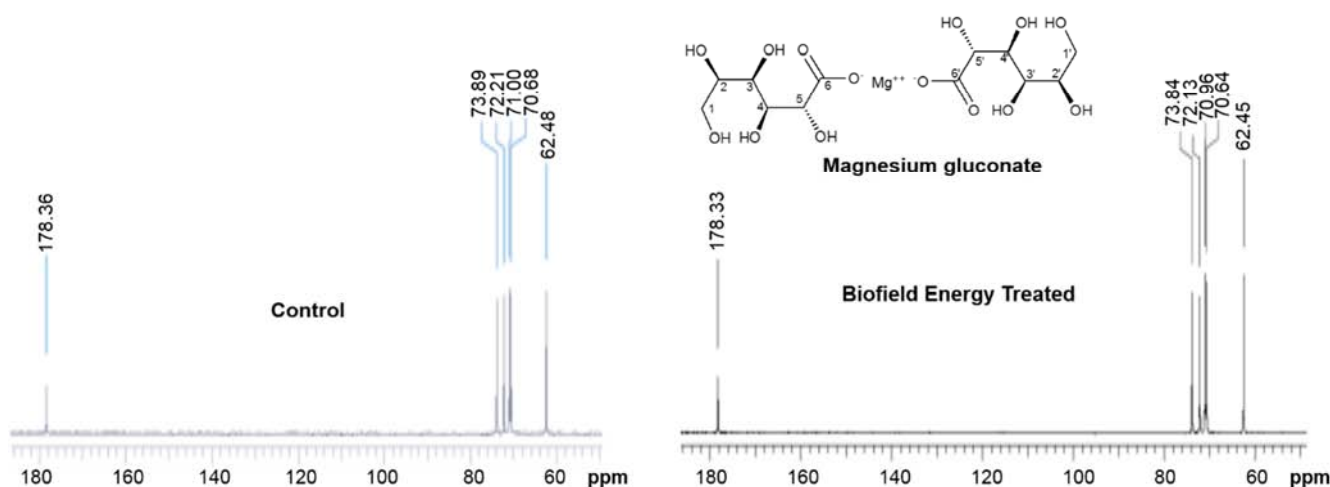 73.89
72.21
71.00
70.68
62.48
178.36
Control
180 160 140 120 100 80 60 ppm
HO OH HO
HO OH O
2 3 6 O- Mg++ -O 6' 5' 4' 3' 2' 1'
1 4 5
OH HO OH O HO OH OH
Magnesium gluconate
73.84
72.13
70.96
70.64
62.45
178.33
Biofield Energy Treated
180 160 140 120 100 80 60 ppm